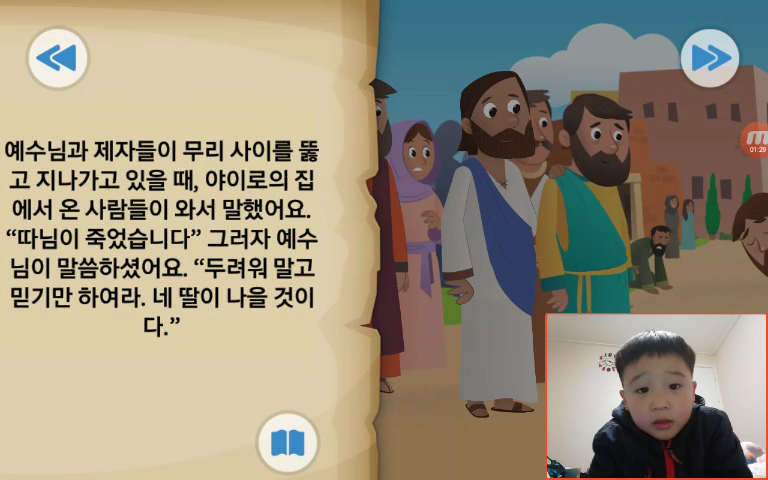 예수님과 제자들이 무리 사이를 뚫
고 지나가고 있을 때, 야이로의 집
에서 온 사람들이 와서 말했어요.
“따님이 죽었습니다” 그러자 예수
님이 말씀하셨어요. “두려워 말고
믿기만 하여라. 네 딸이 나을 것이
다.”
01:29